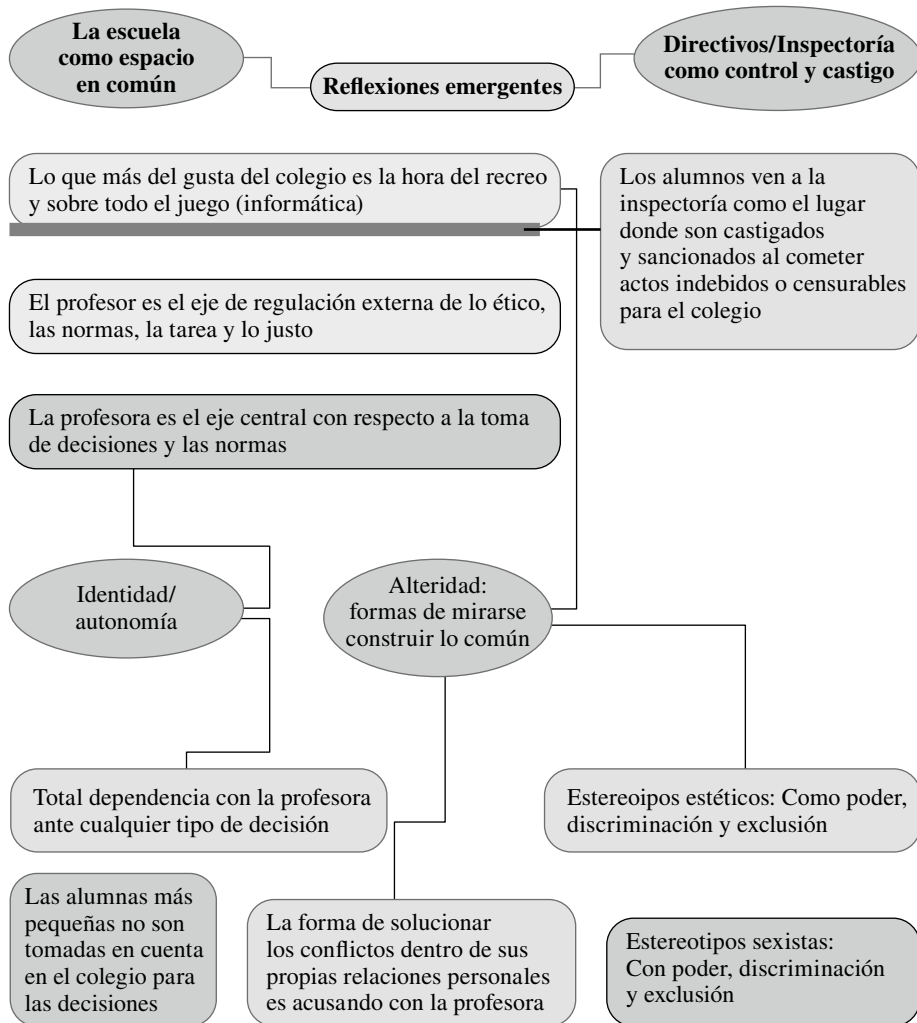 La escuela
como espacio
en común
Reflexiones emergentes
Directivos/Inspectoría
como control y castigo
Lo que más del gusta del colegio es la hora del recreo
y sobre todo el juego (informática)
Los alumnos ven a la
inspectoría como el lugar
donde son castigados
y sancionados al cometer
actos indebidos o censurables
para el colegio
El profesor es el eje de regulación externa de lo ético,
las normas, la tarea y lo justo
La profesora es el eje central con respecto a la toma
de decisiones y las normas
Identidad/
autonomía
Alteridad:
formas de mirarse
construir lo común
Total dependencia con la profesora
ante cualquier tipo de decisión
Estereoipos estéticos: Como poder,
discriminación y exclusión
Las alumnas más
pequeñas no son
tomadas en cuenta
en el colegio para
las decisiones
La forma de solucionar
los conflictos dentro de sus
propias relaciones personales
es acusando con la profesora
Estereotipos sexistas:
Con poder, discriminación
y exclusión